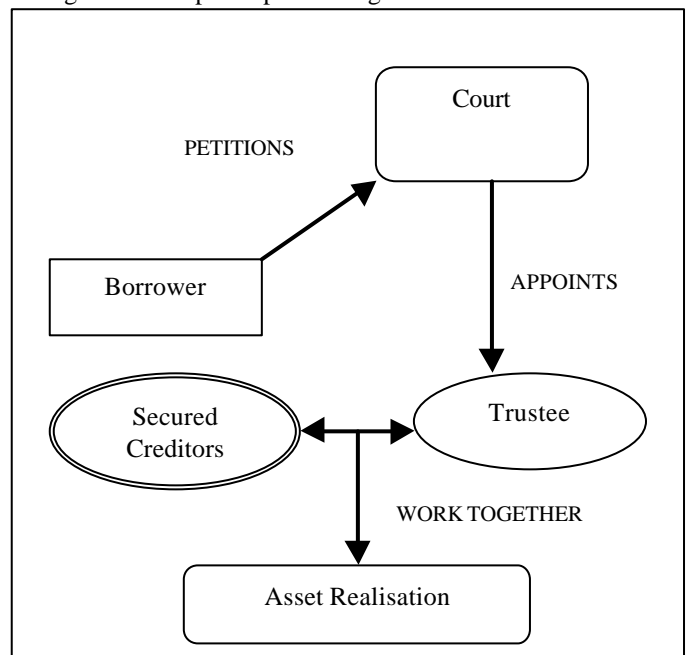 Court
PETITIONS
Borrower
APPOINTS
Secured
Creditors
Trustee
WORK TOGETHER
Asset Realisation